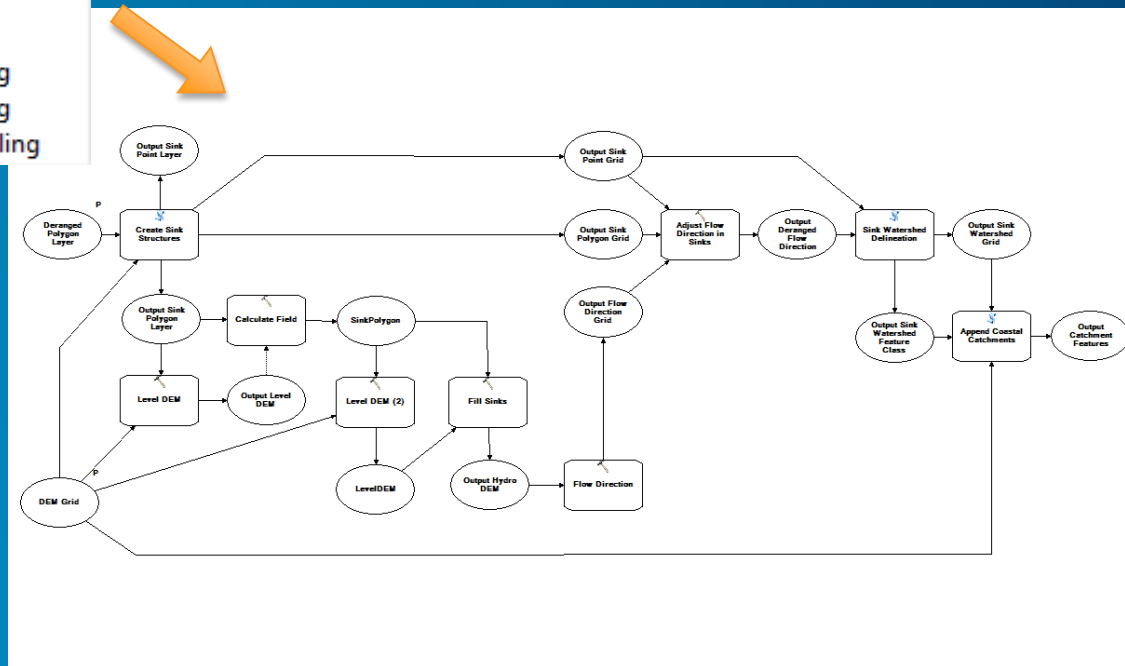 g
g
ling
Output Sink
Point Layer
Output Sink
Point Grid
P
Deranged
Polygon
Layer
Create Sink
Structures
Output Sink
Polygon Grid
Adjust Flow
Direction in
Sinks
Output
Deranged
Flow
Direction
Sink Watershed
Delineation
Output Sink
Watershed
Grid
Output Sink
Polygon
Layer
Calculate Field
SinkPolygon
Output Flow
Direction
Grid
Output Sink
Watershed
Feature
Class
Append Coastal
Catchments
Output
Catchment
Features
Level DEM
Output Level
DEM
Level DEM (2)
Fill Sinks
P
DEM Grid
LevelDEM
Output Hydro
DEM
Flow Direction